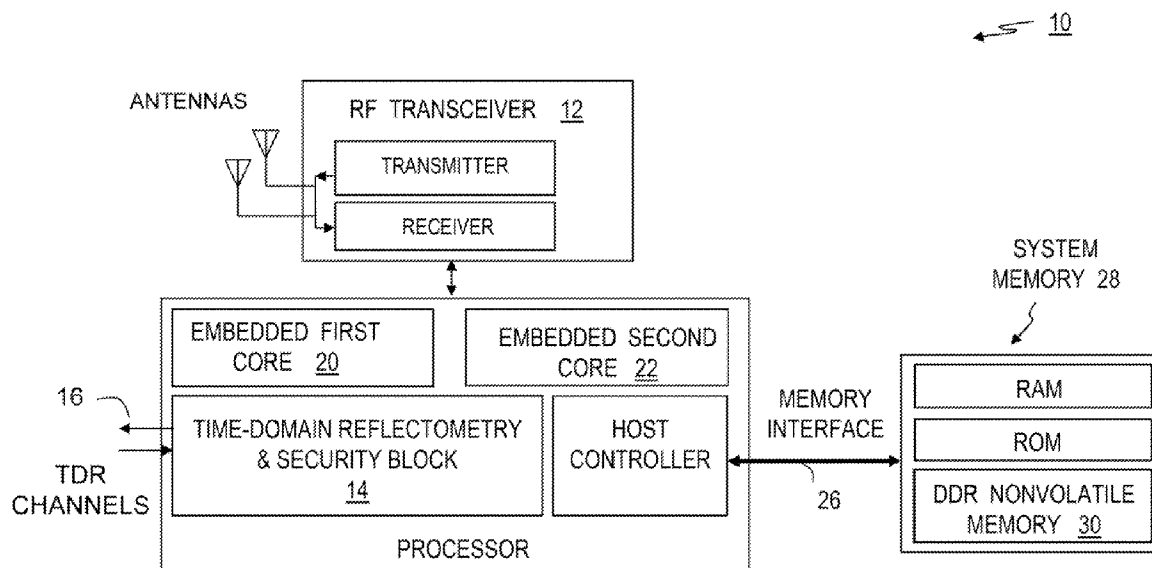 10
ANTENNAS
RF TRANSCEIVER 12
TRANSMITTER
RECEIVER
SYSTEM
MEMORY 28
EMBEDDED FIRST
CORE 20
EMBEDDED SECOND
CORE 22
16
TDR
CHANNELS
TIME-DOMAIN REFLECTOMETRY
& SECURITY BLOCK
14
HOST
CONTROLLER
MEMORY
INTERFACE
26
RAM
ROM
DDR NONVOLATILE
MEMORY 30
PROCESSOR